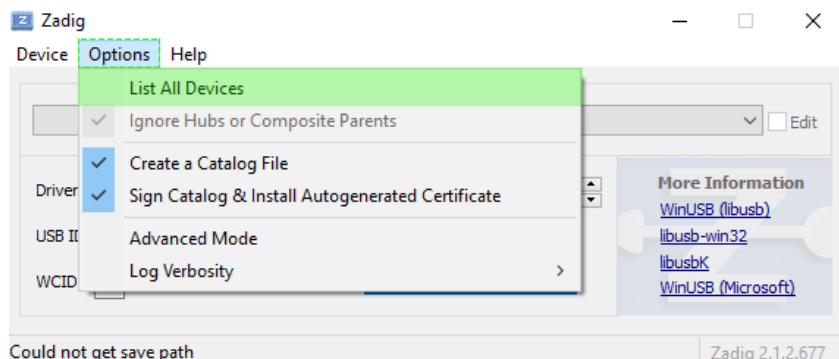 Zadig
Device Options Help
List All Devices
Ignore Hubs or Composite Parents
Edit
Create a Catalog File
Sign Catalog & Install Autogenerated Certificate
Advanced Mode
Log Verbosity
Driver
USB ID
WCID
More Information
WinUSB (libusb)
libusb-win32
libusbK
WinUSB (Microsoft)
Could not get save path
Zadig 2.1.2.677